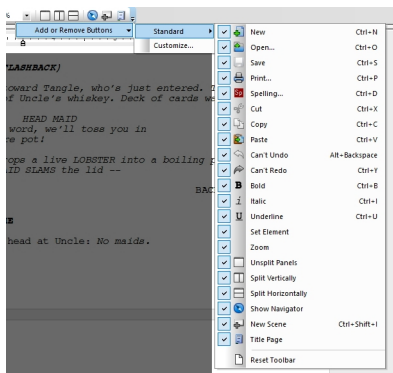 %
Add or Remove Buttons
Standard
Customize...
New Ctrl+N
Open... Ctrl+O
Save Ctrl+S
Print... Ctrl+P
Spelling... Ctrl+D
Cut Ctrl+X
Copy Ctrl+C
Paste Ctrl+V
Can't Undo Alt+Backspace
Can't Redo Ctrl+Y
B Bold Ctrl+B
i Italic Ctrl+I
U Underline Ctrl+U
Set Element
Zoom
Unsplit Panels
Split Vertically
Split Horizontally
Show Navigator
New Scene Ctrl+Shift+I
Title Page
Reset Toolbar
LASHBACK]
oward Tangle, who's just entered.
f Uncle's whiskey. Deck of cards
HEAD MAID
word, we'll toss you in
re pot!
rops a live LOBSTER into a boiling
ID SLAMS the lid --
BAC
E
head at Uncle: No maids.